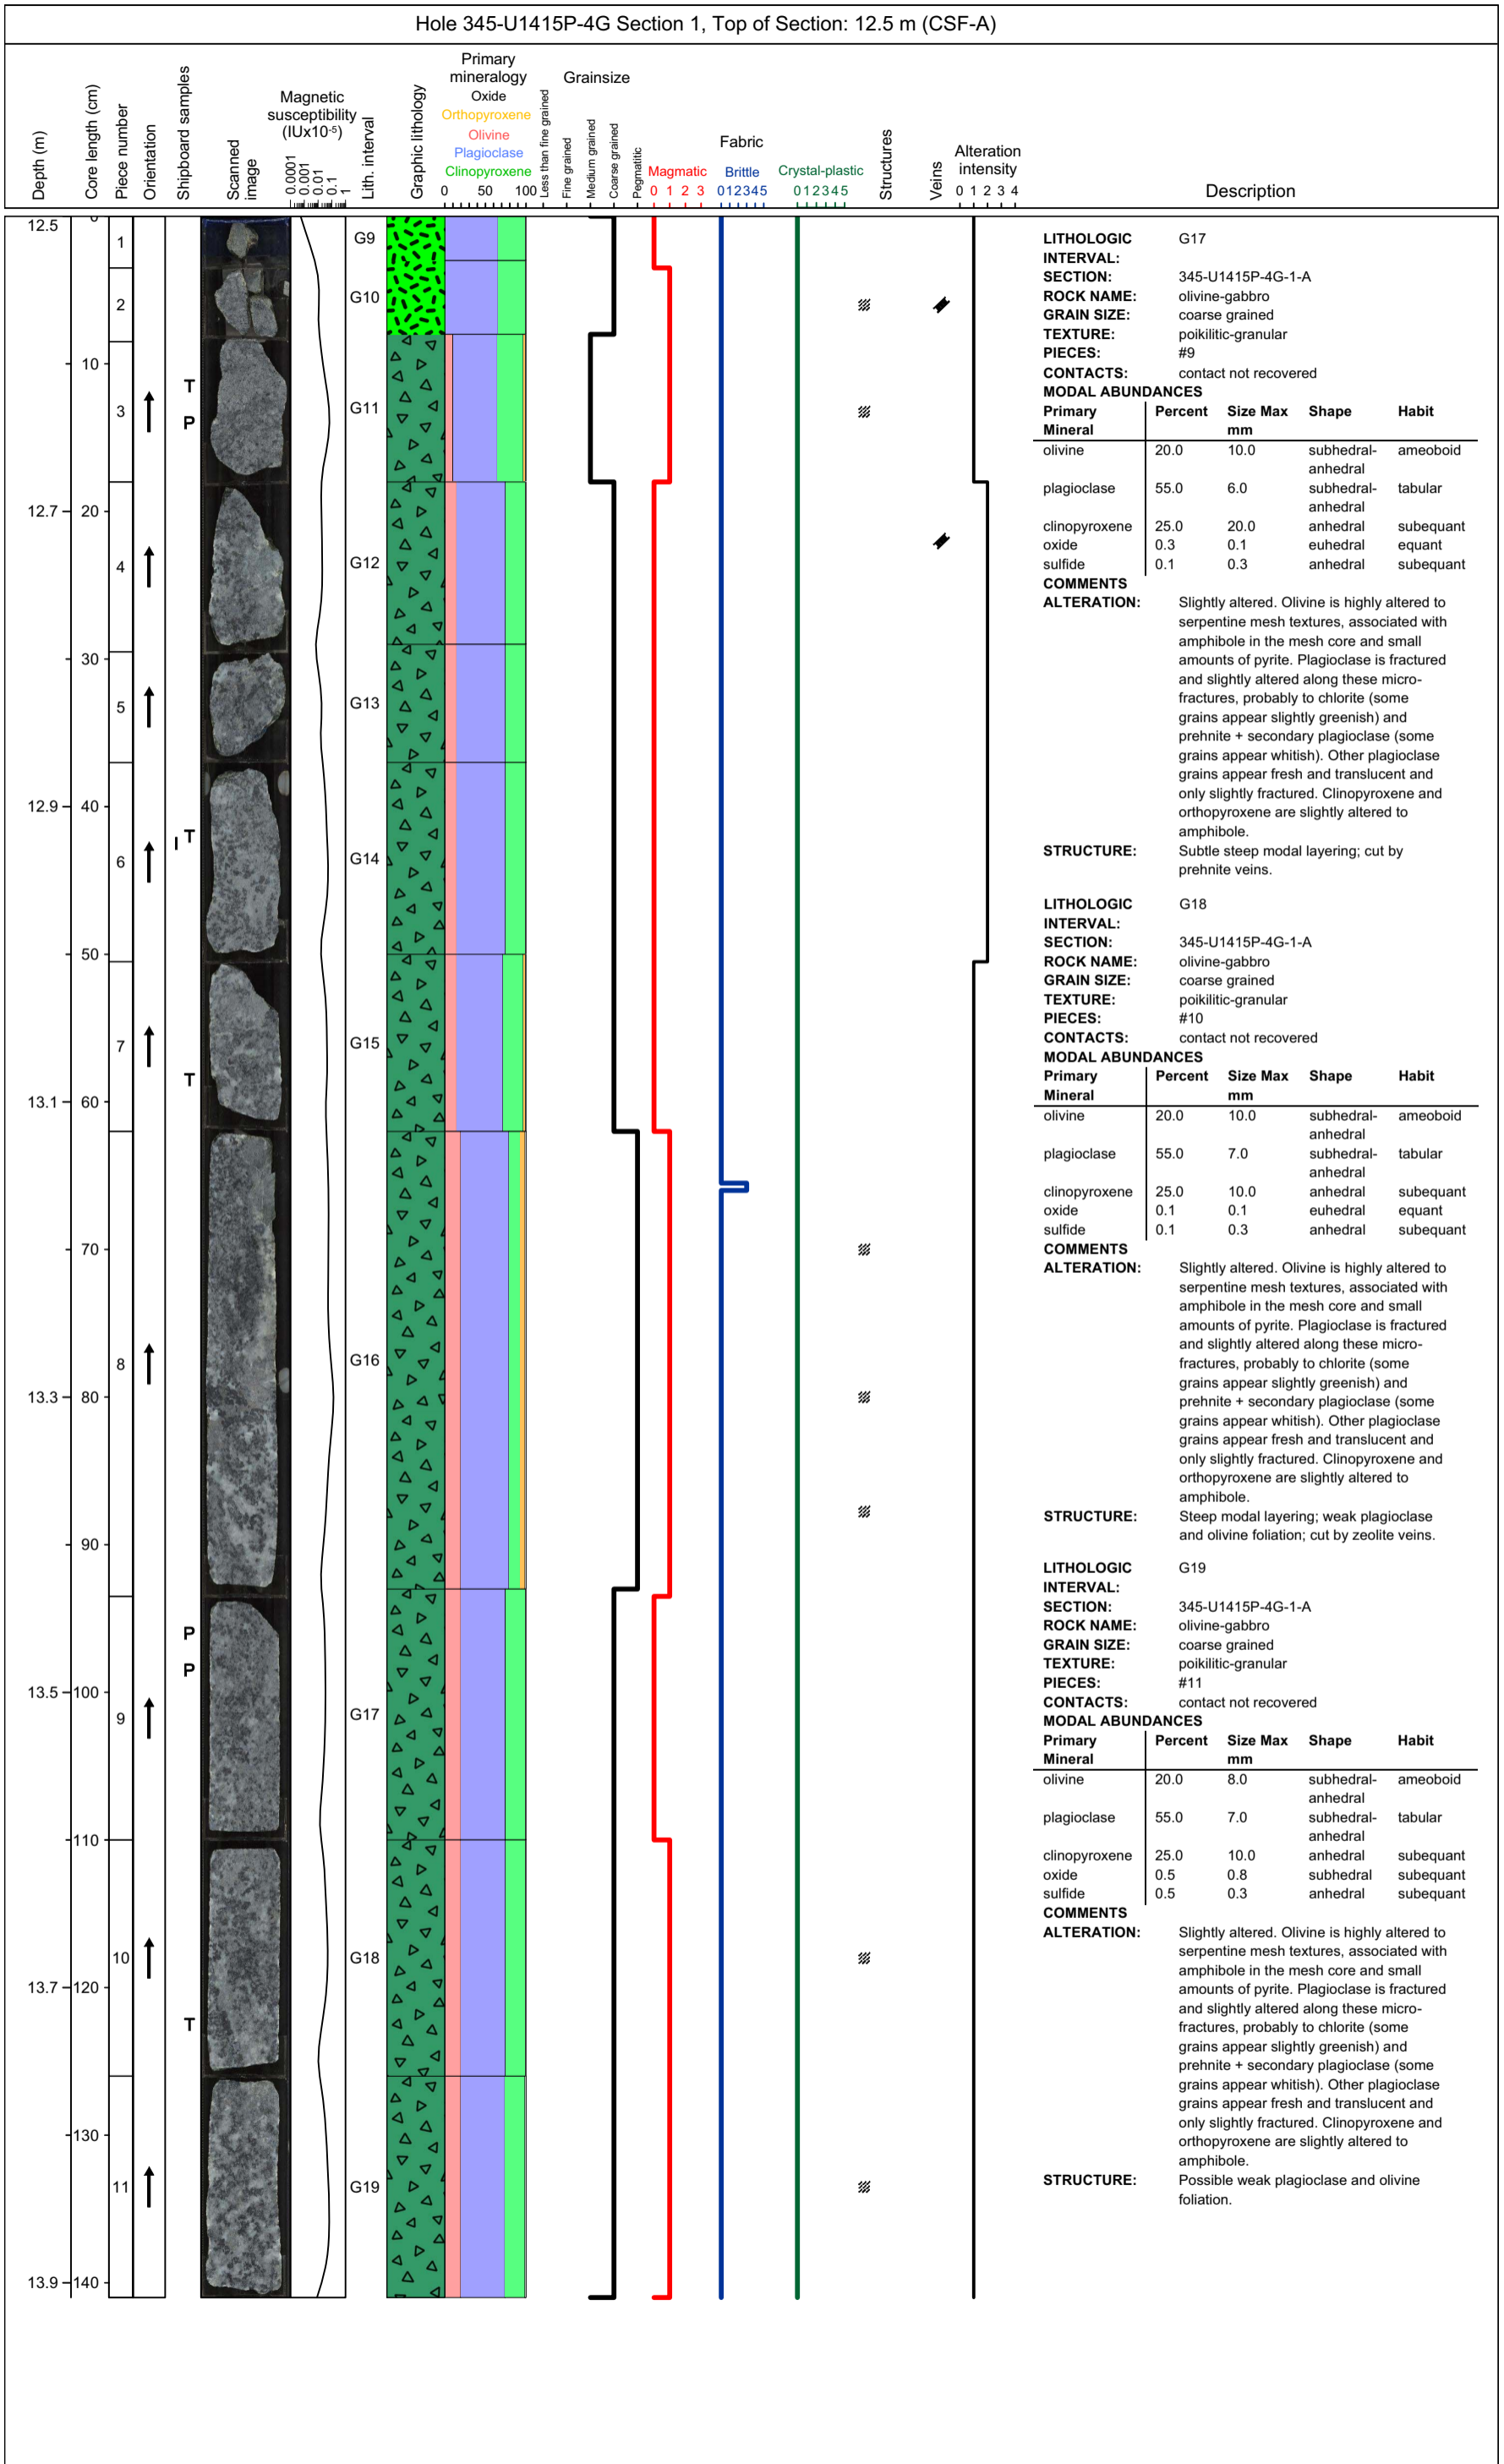 Hole 345-U1415P-4G Section 1, Top of Section: 12.5 m (CSF-A)
Depth (m)
Core length (cm)
Piece number
Orientation
Shipboard samples
Scanned
image
Magnetic
susceptibility
(IUx10-5)
0.0001
0.001
0.01
0.1
1
Lith. interval
Graphic lithology
Primary
mineralogy
Oxide
Orthopyroxene
Olivine
Plagioclase
Clinopyroxene
0 50 100
Grainsize
Less than fine grained
Fine grained
Medium grained
Coarse grained
Pegmatitic
Fabric
Magmatic
0 1 2 3
Brittle
0 1 2 3 4 5
Crystal-plastic
0 1 2 3 4 5
Structures
Veins
Alteration
intensity
0 1 2 3 4
Description
12.5
12.7
12.9
13.1
13.3
13.5
13.7
13.9
0
10
20
30
40
50
60
70
80
90
100
110
120
130
140
1
2
3
4
5
6
7
8
9
10
11
T
P
I T
T
P
P
T
G9
G10
G11
G12
G13
G14
G15
G16
G17
G18
G19
LITHOLOGIC G17
INTERVAL:
SECTION: 345-U1415P-4G-1-A
ROCK NAME: olivine-gabbro
GRAIN SIZE: coarse grained
TEXTURE: poikilitic-granular
PIECES: #9
CONTACTS: contact not recovered
MODAL ABUNDANCES
Primary Percent Size Max Shape Habit
Mineral mm
olivine 20.0 10.0 subhedral- ameoboid
anhedral
plagioclase 55.0 6.0 subhedral- tabular
anhedral
clinopyroxene 25.0 20.0 anhedral subequant
oxide 0.3 0.1 euhedral equant
sulfide 0.1 0.3 anhedral subequant
COMMENTS
ALTERATION: Slightly altered. Olivine is highly altered to
serpentine mesh textures, associated with
amphibole in the mesh core and small
amounts of pyrite. Plagioclase is fractured
and slightly altered along these micro-
fractures, probably to chlorite (some
grains appear slightly greenish) and
prehnite + secondary plagioclase (some
grains appear whitish). Other plagioclase
grains appear fresh and translucent and
only slightly fractured. Clinopyroxene and
orthopyroxene are slightly altered to
amphibole.
STRUCTURE: Subtle steep modal layering; cut by
prehnite veins.
LITHOLOGIC G18
INTERVAL:
SECTION: 345-U1415P-4G-1-A
ROCK NAME: olivine-gabbro
GRAIN SIZE: coarse grained
TEXTURE: poikilitic-granular
PIECES: #10
CONTACTS: contact not recovered
MODAL ABUNDANCES
Primary Percent Size Max Shape Habit
Mineral mm
olivine 20.0 10.0 subhedral- ameoboid
anhedral
plagioclase 55.0 7.0 subhedral- tabular
anhedral
clinopyroxene 25.0 10.0 anhedral subequant
oxide 0.1 0.1 euhedral equant
sulfide 0.1 0.3 anhedral subequant
COMMENTS
ALTERATION: Slightly altered. Olivine is highly altered to
serpentine mesh textures, associated with
amphibole in the mesh core and small
amounts of pyrite. Plagioclase is fractured
and slightly altered along these micro-
fractures, probably to chlorite (some
grains appear slightly greenish) and
prehnite + secondary plagioclase (some
grains appear whitish). Other plagioclase
grains appear fresh and translucent and
only slightly fractured. Clinopyroxene and
orthopyroxene are slightly altered to
amphibole.
STRUCTURE: Steep modal layering; weak plagioclase
and olivine foliation; cut by zeolite veins.
LITHOLOGIC G19
INTERVAL:
SECTION: 345-U1415P-4G-1-A
ROCK NAME: olivine-gabbro
GRAIN SIZE: coarse grained
TEXTURE: poikilitic-granular
PIECES: #11
CONTACTS: contact not recovered
MODAL ABUNDANCES
Primary Percent Size Max Shape Habit
Mineral mm
olivine 20.0 8.0 subhedral- ameoboid
anhedral
plagioclase 55.0 7.0 subhedral- tabular
anhedral
clinopyroxene 25.0 10.0 anhedral subequant
oxide 0.5 0.8 subhedral subequant
sulfide 0.5 0.3 anhedral subequant
COMMENTS
ALTERATION: Slightly altered. Olivine is highly altered to
serpentine mesh textures, associated with
amphibole in the mesh core and small
amounts of pyrite. Plagioclase is fractured
and slightly altered along these micro-
fractures, probably to chlorite (some
grains appear slightly greenish) and
prehnite + secondary plagioclase (some
grains appear whitish). Other plagioclase
grains appear fresh and translucent and
only slightly fractured. Clinopyroxene and
orthopyroxene are slightly altered to
amphibole.
STRUCTURE: Possible weak plagioclase and olivine
foliation.